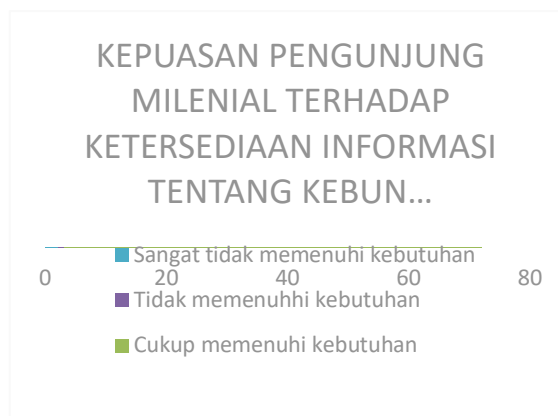 KEPUASAN PENGUNJUNG
MILENIAL TERHADAP
KETERSEDIAAN INFORMASI
TENTANG KEBUN...
Sangat tidak memenuhi kebutuhan
0 20 40 60 80
Tidak memenuhhi kebutuhan
Cukup memenuhi kebutuhan